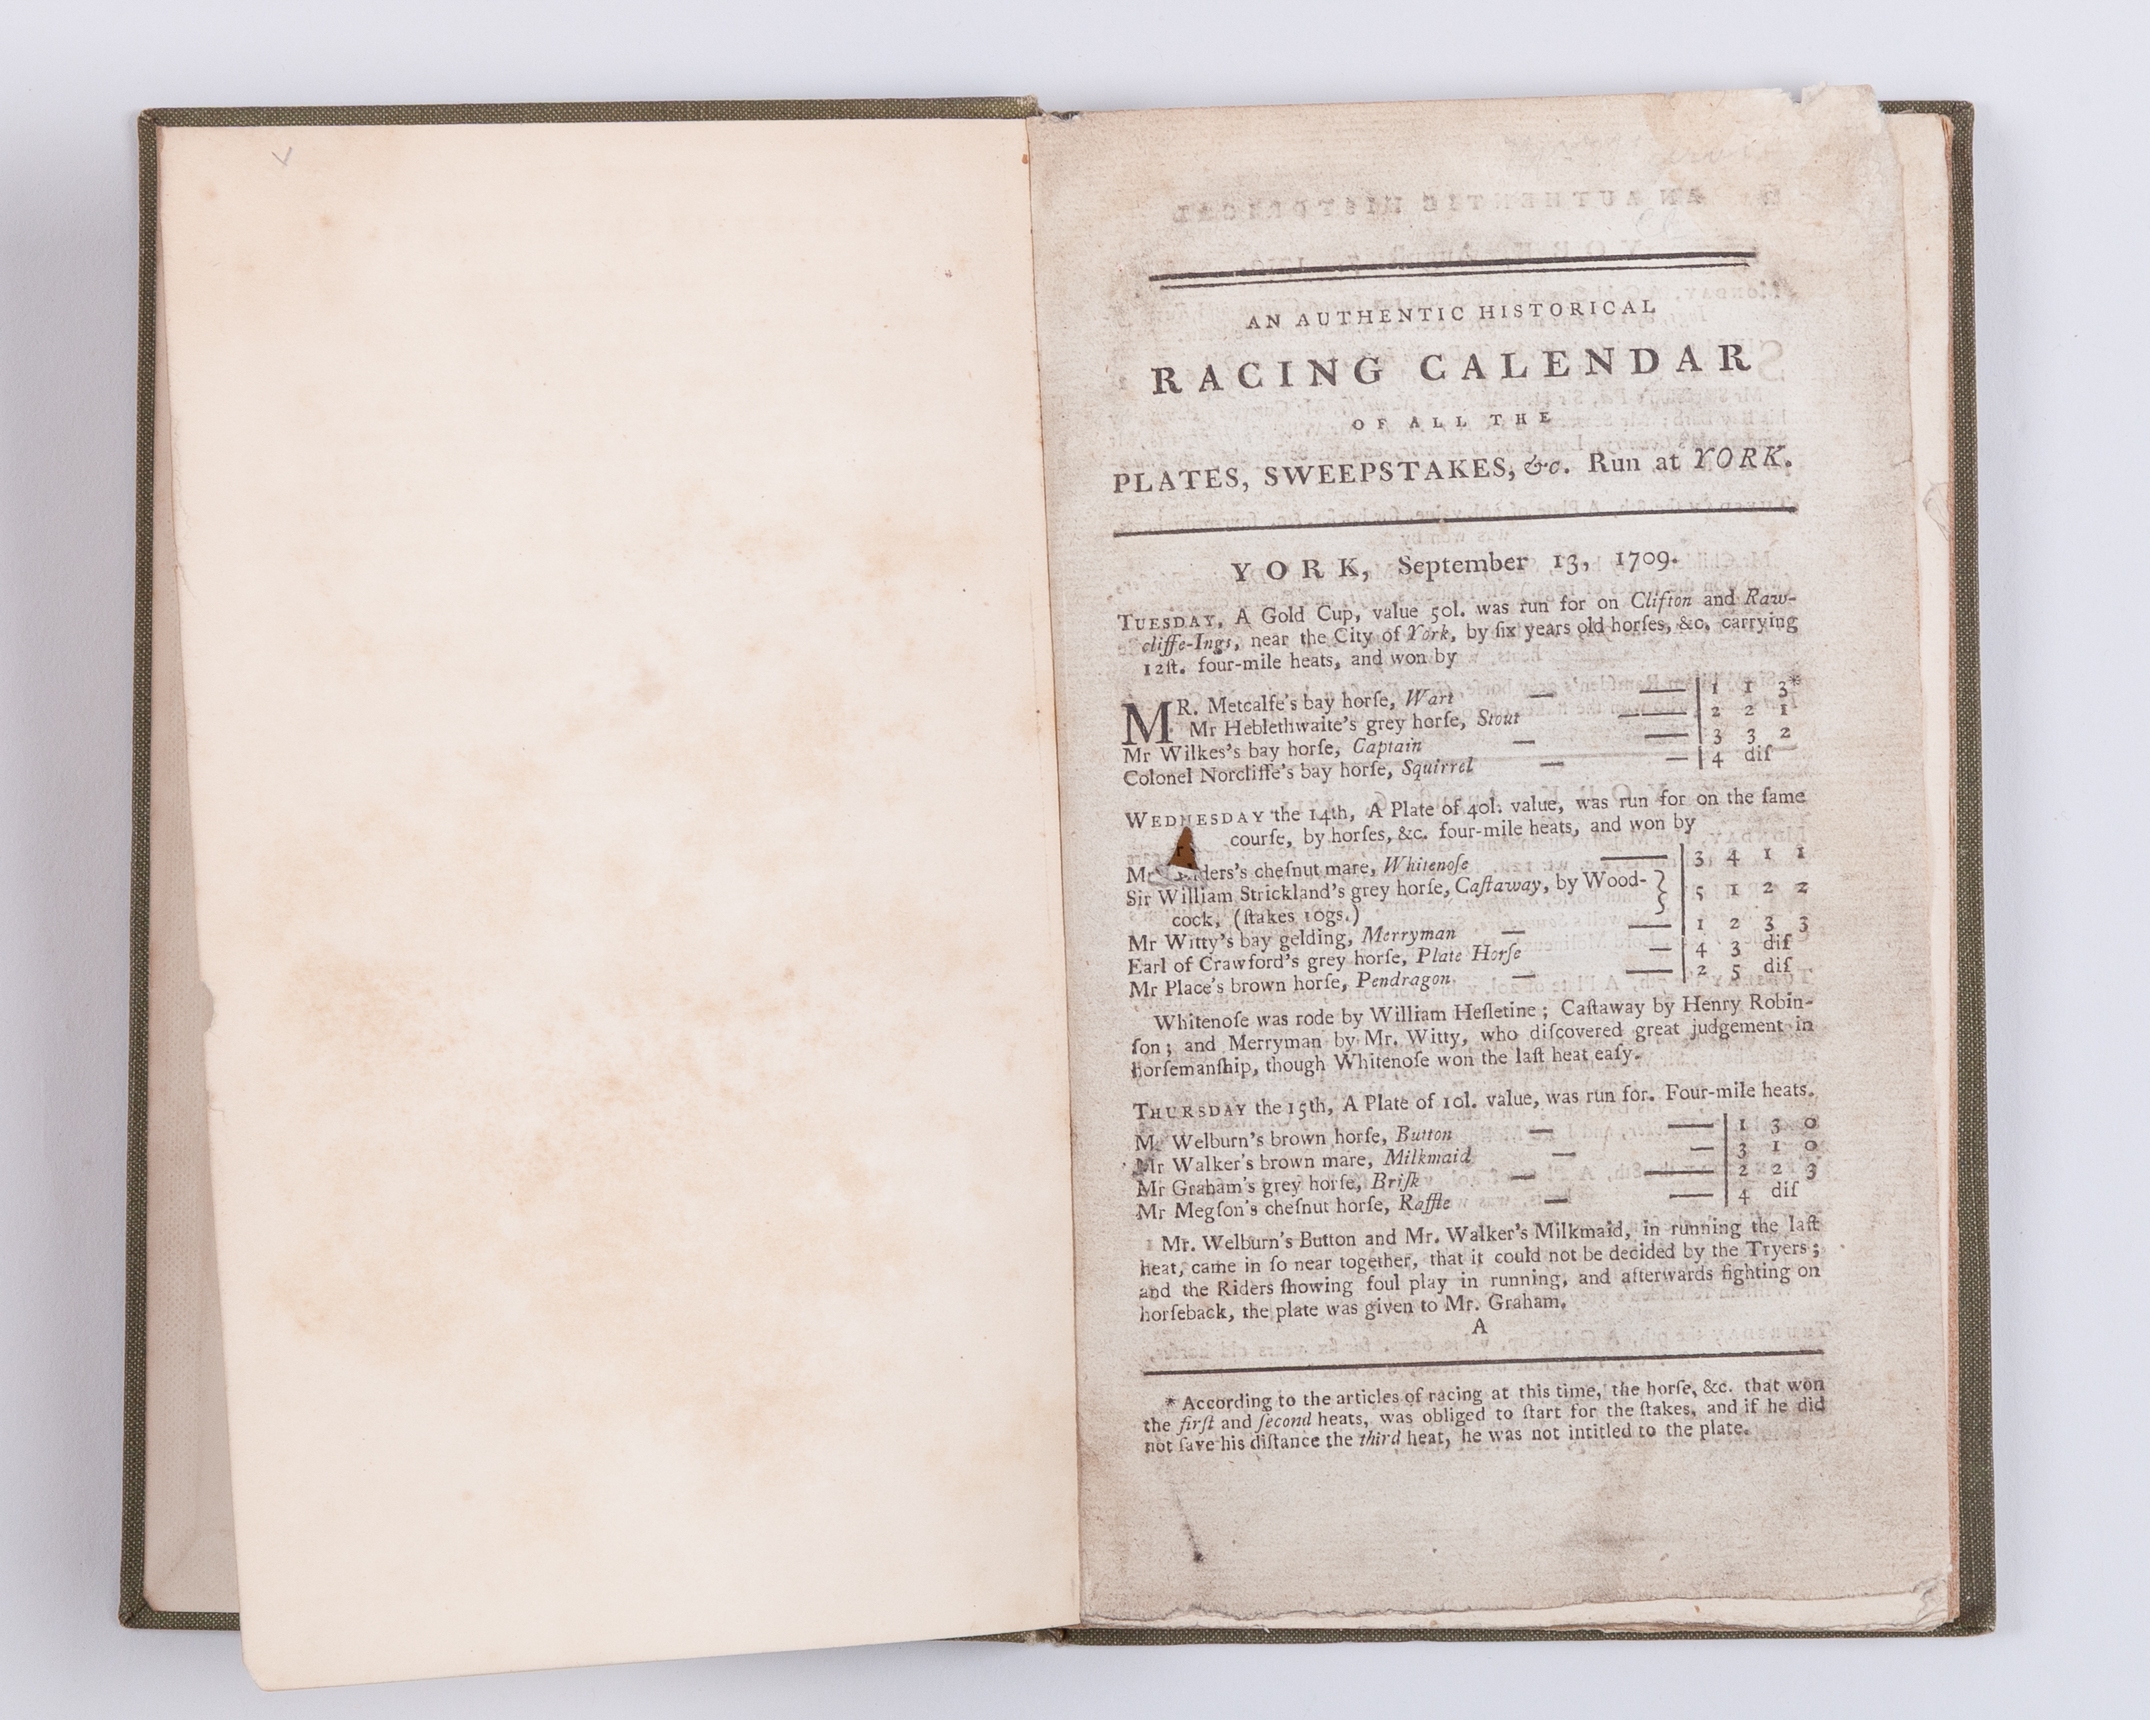 AN AUTHENTIC HISTORICAL
RACING CALENDAR
OF ALL THE
PLATES, SWEEPSTAKES, &c. Run at YORK.
YORK, September 13, 1709.
TUESDAY, A Gold Cup, value 50l. was run for on Clifton and Raw-
cliffe-Ings, near the City of York, by ſix years old horſes, &c. carrying
12ſt. four-mile heats, and won by
MR. Metcalfe's bay horſe, Wart — — 1 1 3*
Mr Heblethwaite's grey horſe, Stout — 2 2 1
Mr Wilkes's bay horſe, Captain — — 3 3 2
Colonel Norcliffe's bay horſe, Squirrel — — 4 diſ
WEDNESDAY the 14th, A Plate of 40l. value, was run for on the ſame
courſe, by horſes, &c. four-mile heats, and won by
Mr ders's cheſnut mare, Whitenoſe — 3 4 1 1
Sir William Strickland's grey horſe, Caſtaway, by Wood- } 5 1 2 2
cock, (ſtakes 10gs.)
Mr Witty's bay gelding, Merryman — — 1 2 3 3
Earl of Crawford's grey horſe, Plate Horſe — 4 3 diſ
Mr Place's brown horſe, Pendragon — — 2 5 diſ
Whitenoſe was rode by William Heſletine; Caſtaway by Henry Robin-
ſon; and Merryman by Mr. Witty, who diſcovered great judgement in
horſemanſhip, though Whitenoſe won the laſt heat eaſy.
THURSDAY the 15th, A Plate of 10l. value, was run for. Four-mile heats.
M. Welburn's brown horſe, Button — — 1 3 0
Mr Walker's brown mare, Milkmaid — — 3 1 0
Mr Graham's grey horſe, Briſk — — 2 2 3
Mr Megſon's cheſnut horſe, Raffle — — 4 diſ
Mr. Welburn's Button and Mr. Walker's Milkmaid, in running the laſt
heat, came in ſo near together, that it could not be decided by the Tryers;
and the Riders ſhowing foul play in running, and afterwards fighting on
horſeback, the plate was given to Mr. Graham.
A
* According to the articles of racing at this time, the horſe, &c. that won
the firſt and ſecond heats, was obliged to ſtart for the ſtakes, and if he did
not ſave his diſtance the third heat, he was not intitled to the plate.